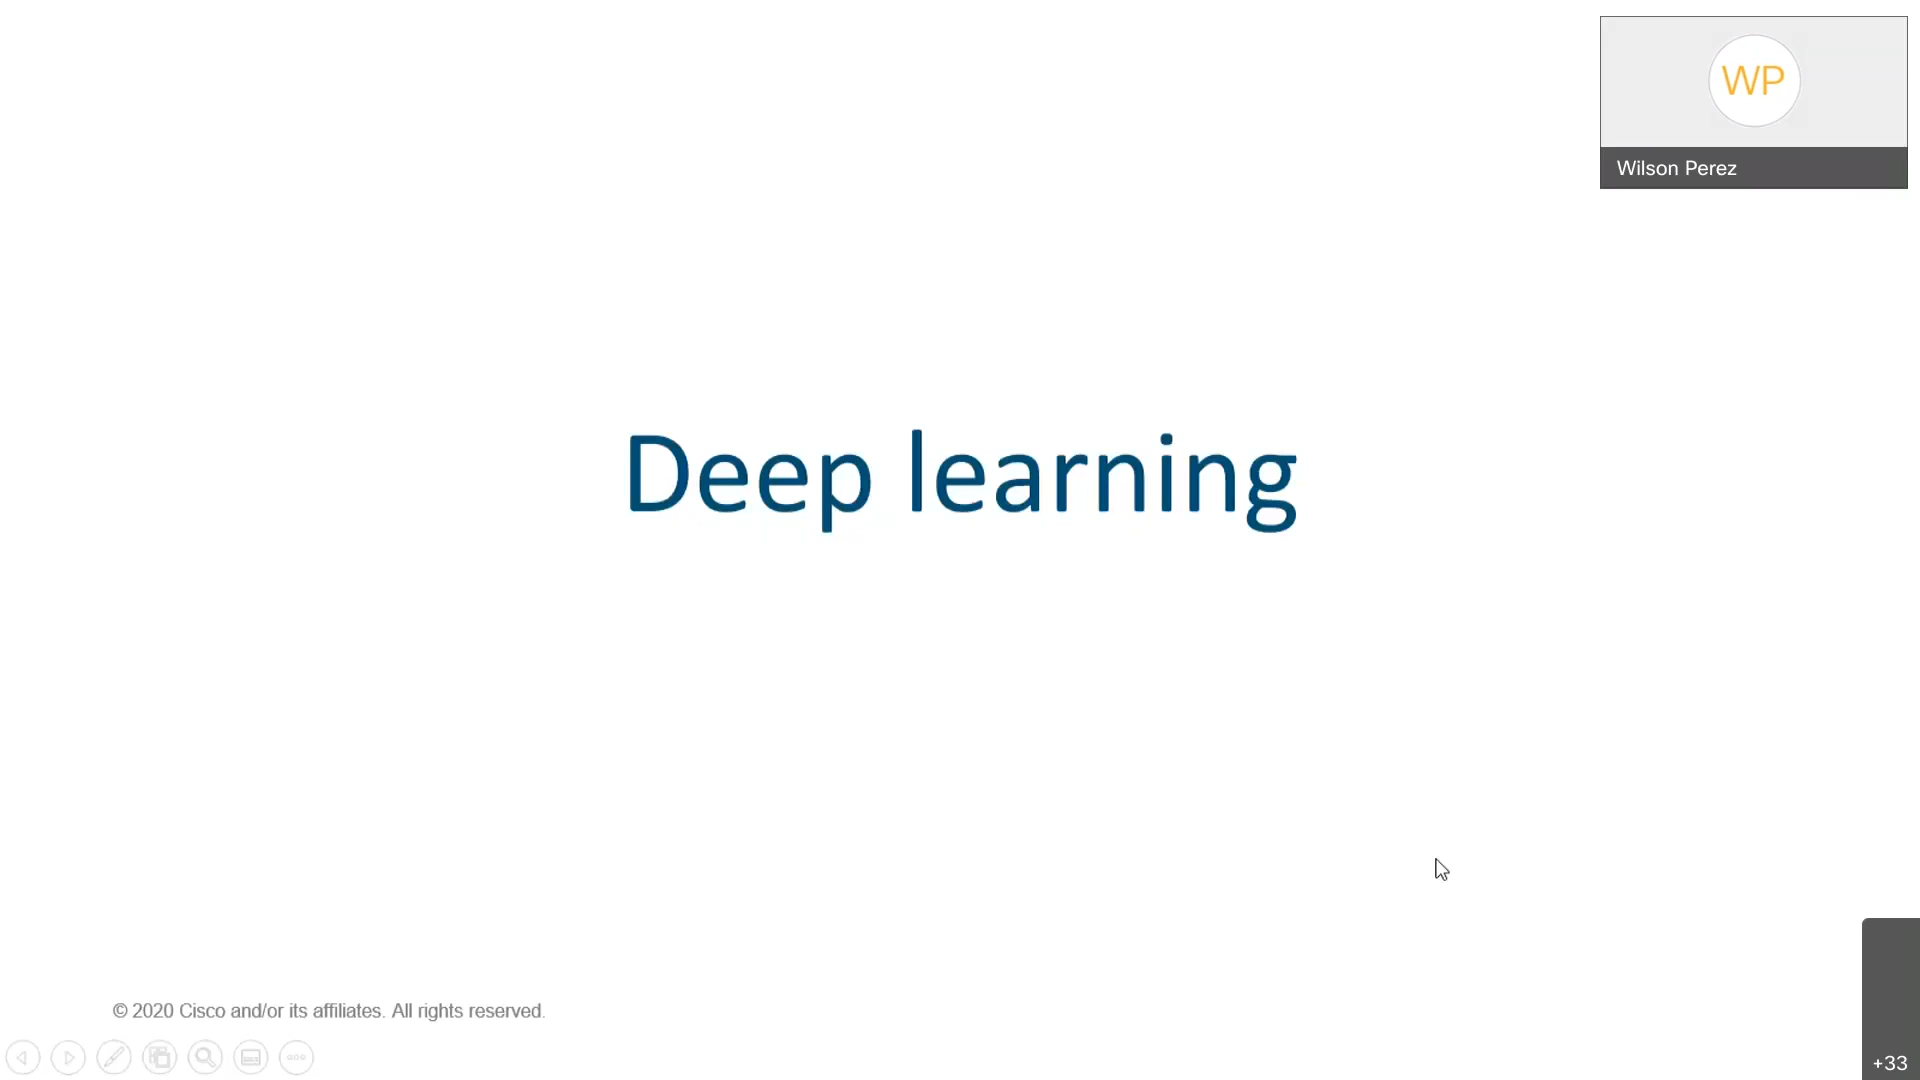 WP
Wilson Perez
Deep learning
© 2020 Cisco and/or its affiliates. All rights reserved.
+33